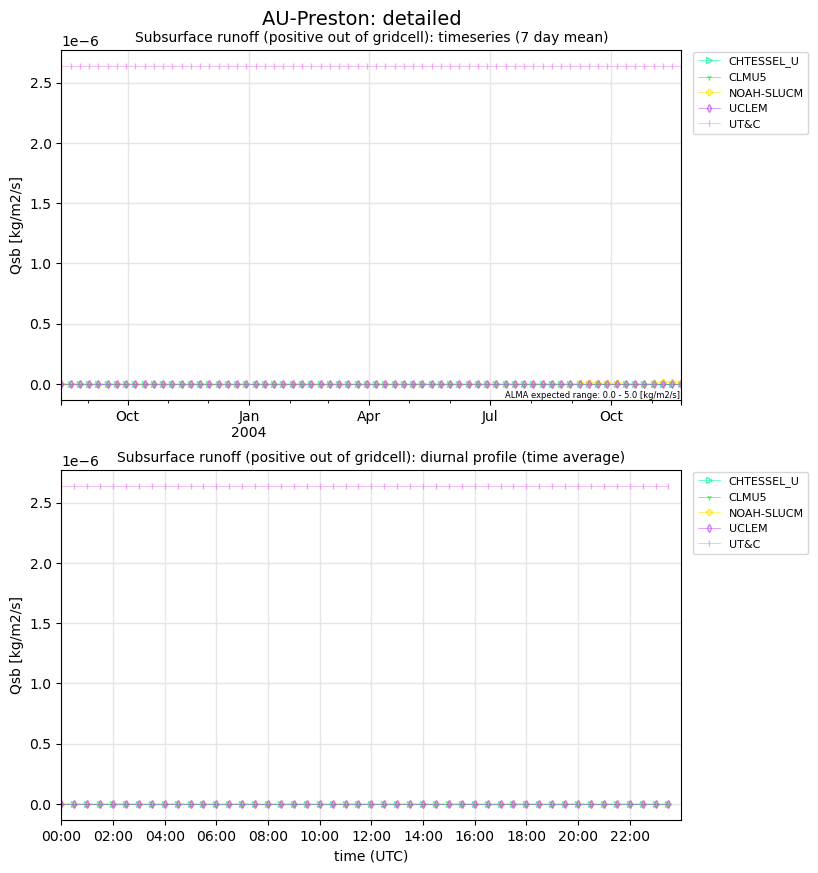 AU-Preston: detailed
Subsurface runoff (positive out of gridcell): timeseries (7 day mean)
1e−6
2.5
2.0
1.5
1.0
0.5
0.0
Qsb [kg/m2/s]
Oct
Jan
2004
Apr
Jul
Oct
ALMA expected range: 0.0 - 5.0 [kg/m2/s]
CHTESSEL_U
CLMU5
NOAH-SLUCM
UCLEM
UT&C
Subsurface runoff (positive out of gridcell): diurnal profile (time average)
1e−6
2.5
2.0
1.5
1.0
0.5
0.0
Qsb [kg/m2/s]
00:00 02:00 04:00 06:00 08:00 10:00 12:00 14:00 16:00 18:00 20:00 22:00
time (UTC)
CHTESSEL_U
CLMU5
NOAH-SLUCM
UCLEM
UT&C